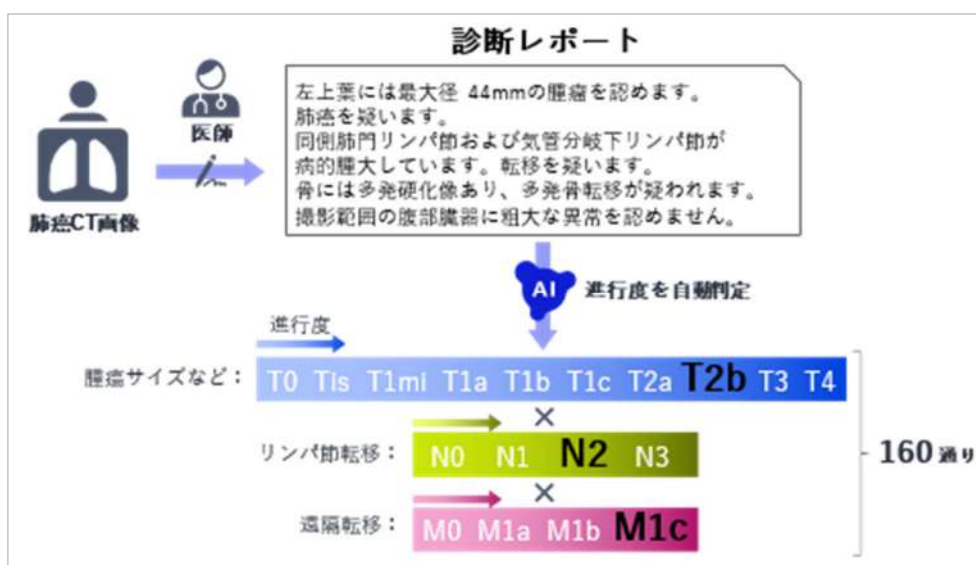 診断レポート
医師
肺癌CT画像
左上葉には最大径 44mmの腫瘤を認めます。
肺癌を疑います。
同側肺門リンパ節および気管分岐下リンパ節が
病的腫大しています。転移を疑います。
骨には多発硬化像あり、多発骨転移が疑われます。
撮影範囲の腹部臓器に粗大な異常を認めません。
AI 進行度を自動判定
進行度
腫瘤サイズなど： T0 Tis T1mi T1a T1b T1c T2a T2b T3 T4
×
リンパ節転移： N0 N1 N2 N3
×
遠隔転移： M0 M1a M1b M1c
160通り